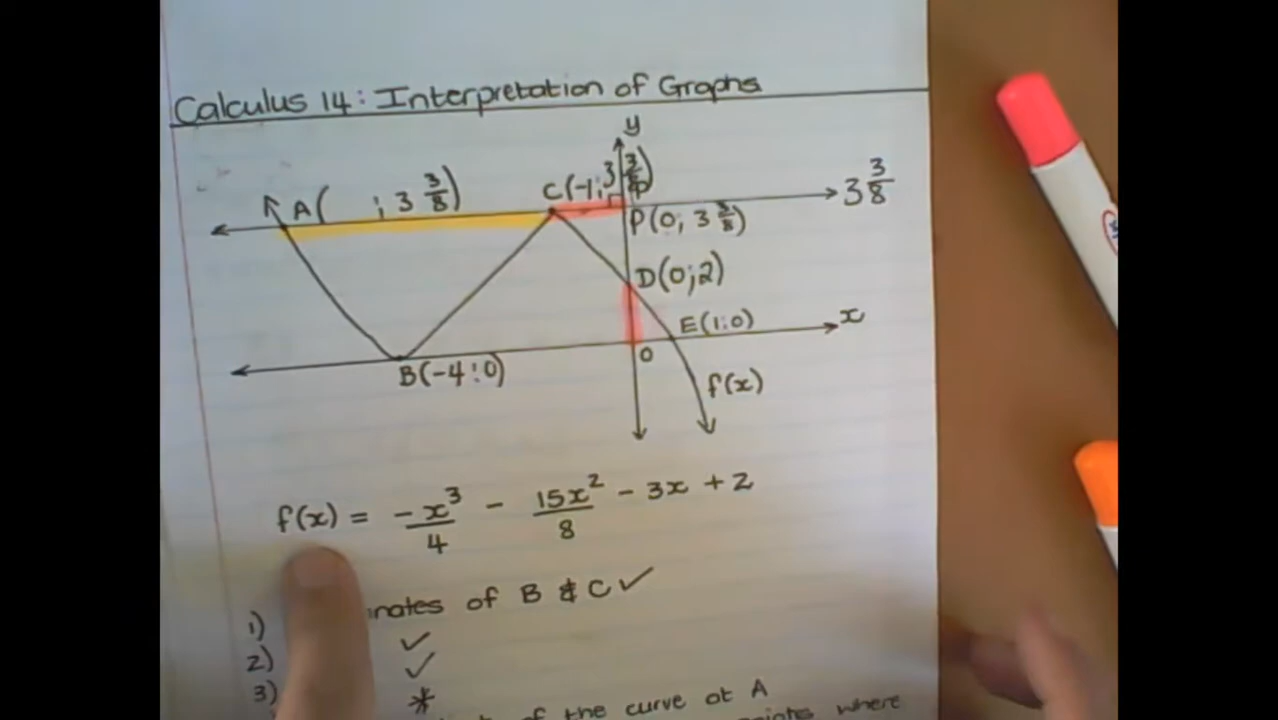 Calculus 14: Interpretation of Graphs
y
A( ; 3 3/8)
C(-1; 3 3/8)
3 3/8
P(0; 3 3/8)
D(0;2)
E(1;0)
x
0
B(-4;0)
f(x)
f(x) = -x³/4 - 15x²/8 - 3x + 2
1) nates of B & C ✓
2) ✓
3) ✓
*
of the curve at A
where